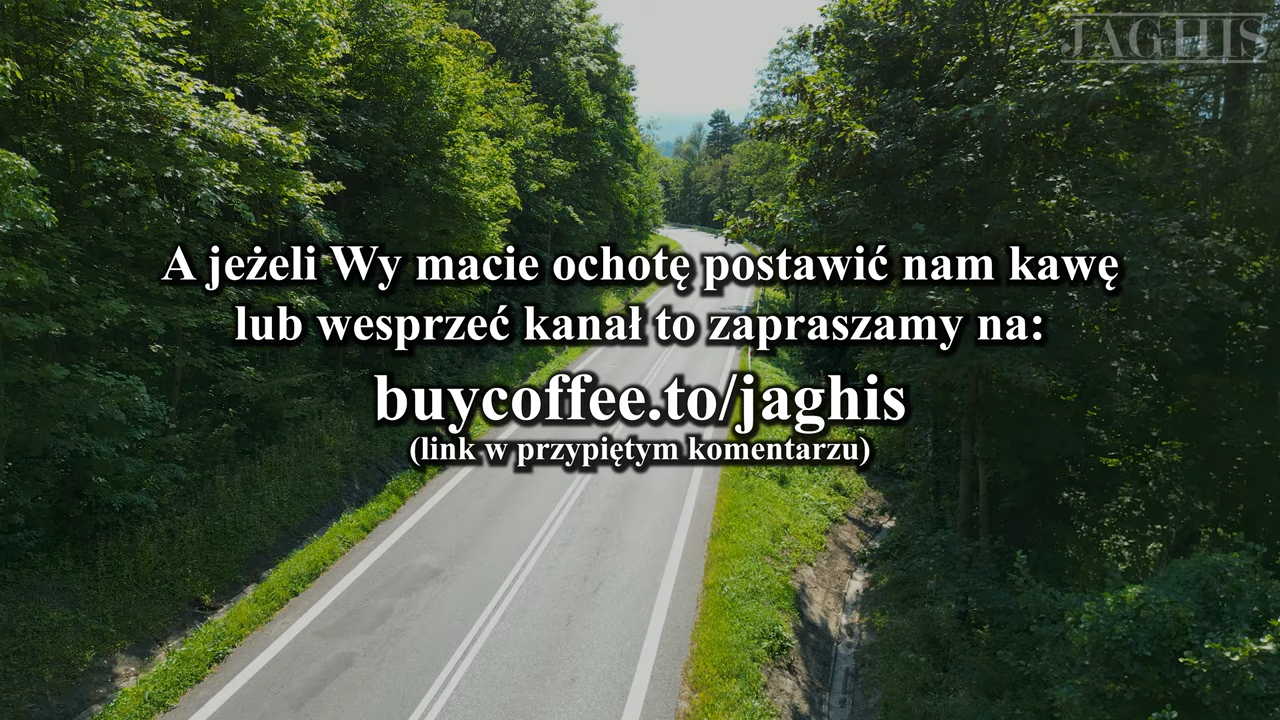 JAGHIS
A jeżeli Wy macie ochotę postawić nam kawę
lub wesprzeć kanał to zapraszamy na:
buycoffee.to/jaghis
(link w przypiętym komentarzu)